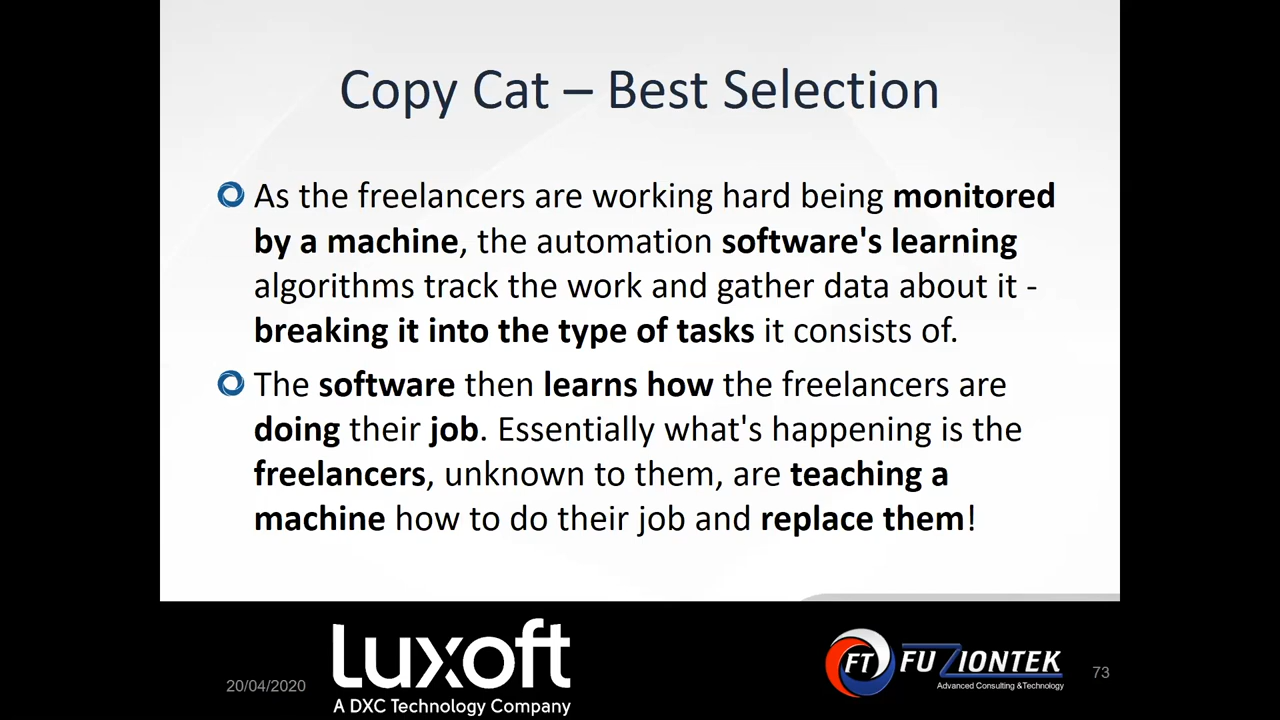 Copy Cat – Best Selection
As the freelancers are working hard being monitored
by a machine, the automation software's learning
algorithms track the work and gather data about it -
breaking it into the type of tasks it consists of.
The software then learns how the freelancers are
doing their job. Essentially what's happening is the
freelancers, unknown to them, are teaching a
machine how to do their job and replace them!
20/04/2020
Luxoft
A DXC Technology Company
FT FUZIONTEK
Advanced Consulting &Technology
73